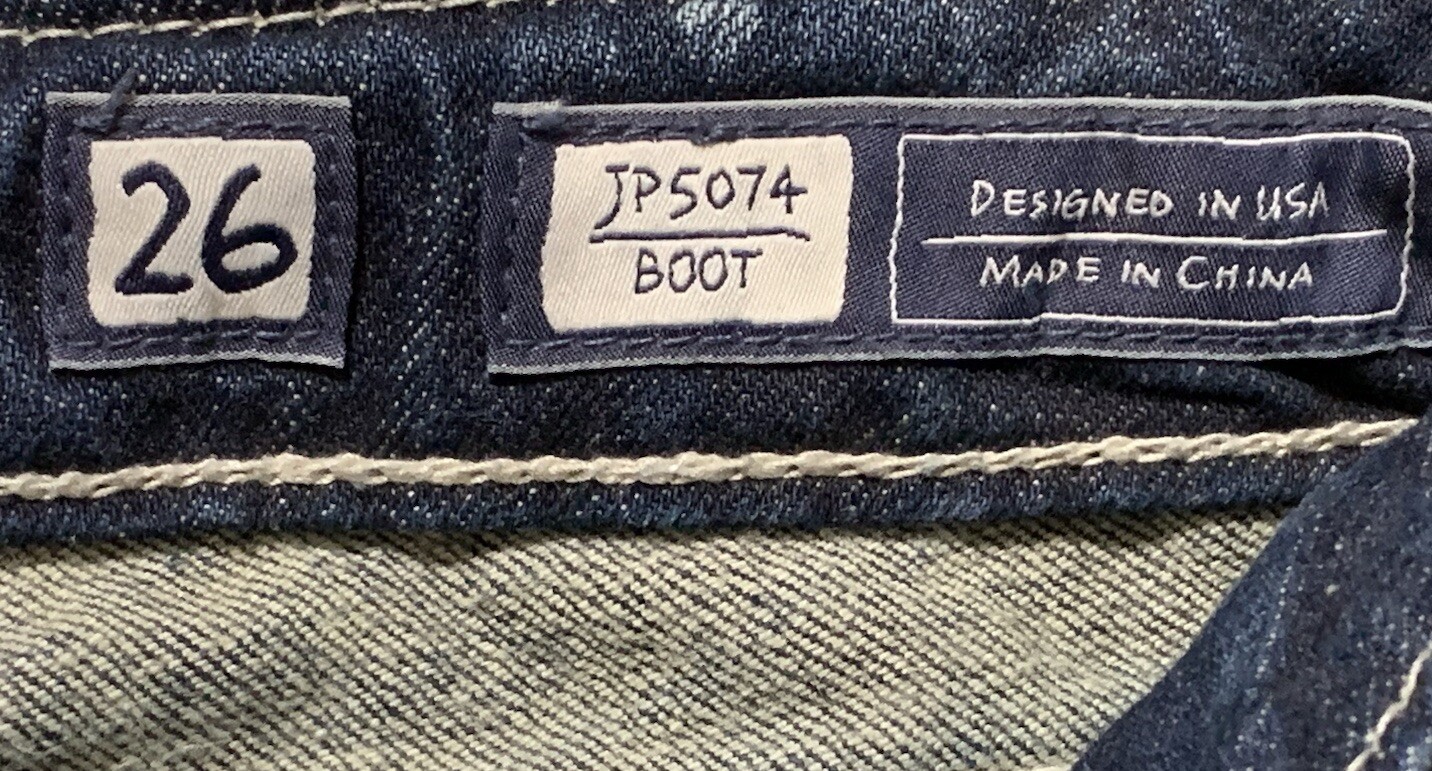 26
JP5074
BOOT
DESIGNED IN USA
MADE IN CHINA